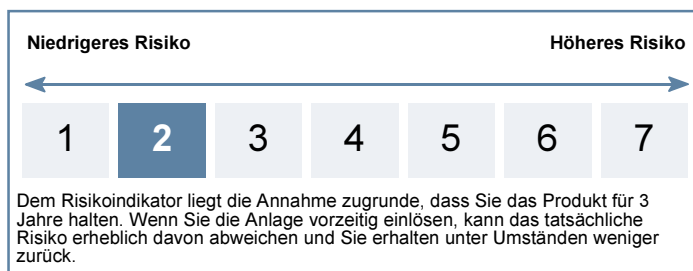 Niedrigeres Risiko Höheres Risiko
1 2 3 4 5 6 7
Dem Risikoindikator liegt die Annahme zugrunde, dass Sie das Produkt für 3
Jahre halten. Wenn Sie die Anlage vorzeitig einlösen, kann das tatsächliche
Risiko erheblich davon abweichen und Sie erhalten unter Umständen weniger
zurück.